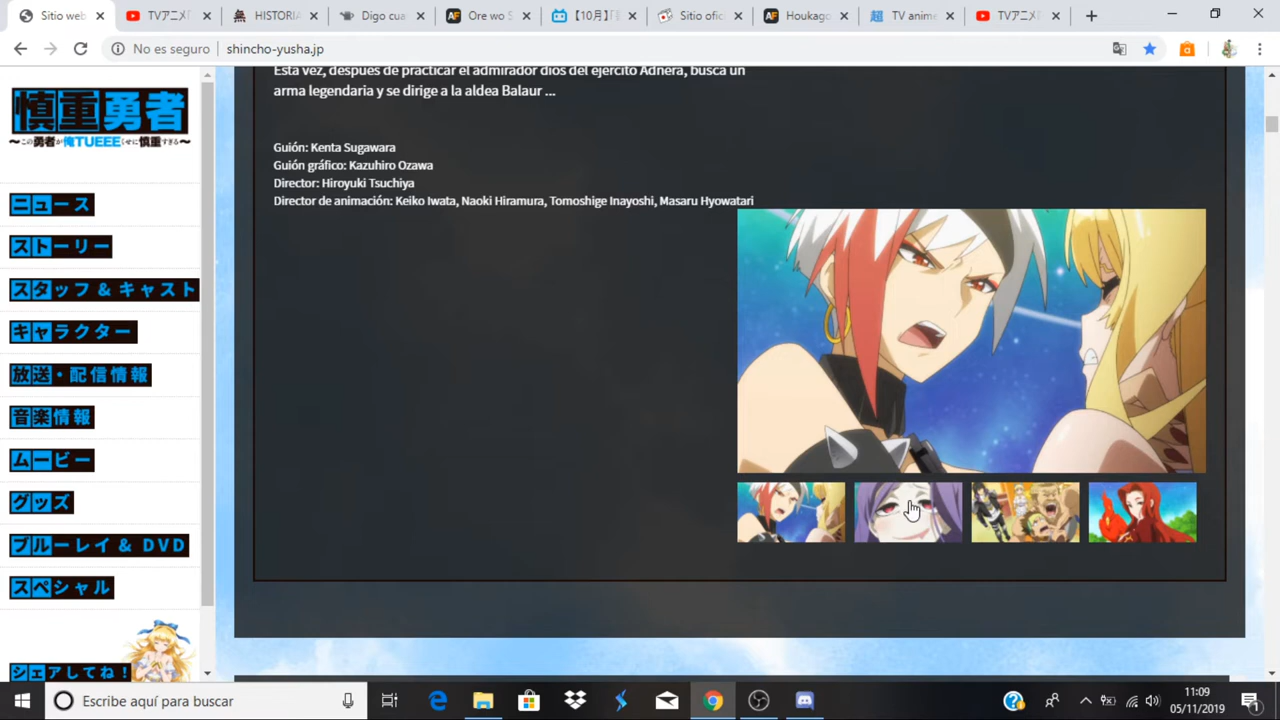 Sitio web
TVアニメ『
HISTORIA
Digo cua
Ore wo S
【10月】『
Sitio ofic
Houkago
TV anime
TVアニメ『
No es seguro
shincho-yusha.jp
慎重勇者
〜この勇者が俺TUEEEくせに慎重すぎる〜
ニュース
ストーリー
スタッフ & キャスト
キャラクター
放送・配信情報
音楽情報
ムービー
グッズ
ブルーレイ & DVD
スペシャル
シェアしてね！
Esta vez, después de practicar el admirador dios del ejército Adnera, busca un
arma legendaria y se dirige a la aldea Balaur ...
Guión: Kenta Sugawara
Guión gráfico: Kazuhiro Ozawa
Director: Hiroyuki Tsuchiya
Director de animación: Keiko Iwata, Naoki Hiramura, Tomoshige Inayoshi, Masaru Hyowatari
Escribe aquí para buscar
11:09
05/11/2019
1